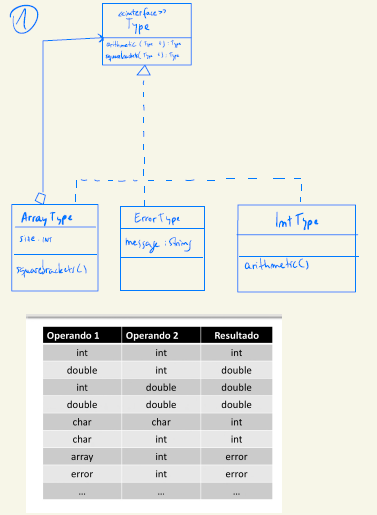 1
<<interface>>
Type
arithmetic (Type t) : Type
squarebrackets (Type t) : Type
ArrayType
size : INT
squarebrackets()
ErrorType
message : String
IntType
arithmetic()
Operando 1 Operando 2 Resultado
int int int
double int double
int double double
double double double
char char int
char int int
array int error
error int error
... ... ...